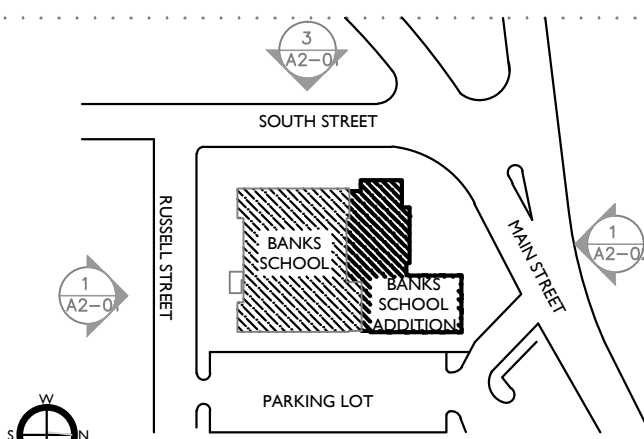 3
A2-01
SOUTH STREET
RUSSELL STREET
BANKS
SCHOOL
BANKS
SCHOOL
ADDITION
MAIN STREET
1
A2-01
1
PARKING LOT
W
S
N